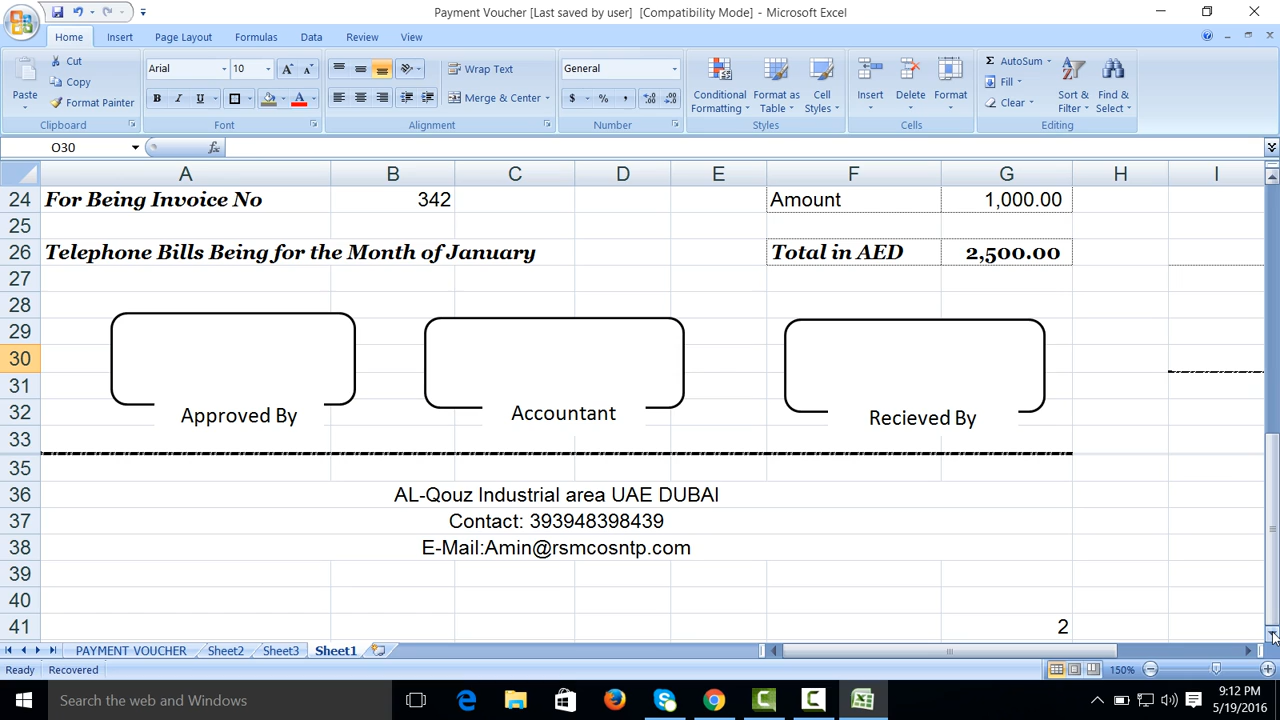 Payment Voucher [Last saved by user] [Compatibility Mode] - Microsoft Excel
Home Insert Page Layout Formulas Data Review View
Cut
Copy
Format Painter
Paste
Clipboard
Arial 10
B I U
Font
Wrap Text
Merge & Center
Alignment
General
$ % ,
Number
Conditional Formatting
Format as Table
Cell Styles
Styles
Insert Delete Format
Cells
AutoSum
Fill
Clear
Sort & Filter
Find & Select
Editing
O30 fx
A B C D E F G H I
24 For Being Invoice No 342 Amount 1,000.00
25
26 Telephone Bills Being for the Month of January Total in AED 2,500.00
27
28
29
30
31
32 Approved By Accountant Recieved By
33
35
36 AL-Qouz Industrial area UAE DUBAI
37 Contact: 393948398439
38 E-Mail:Amin@rsmcosntp.com
39
40
41 2
PAYMENT VOUCHER Sheet2 Sheet3 Sheet1
Ready Recovered 150%
Search the web and Windows
9:12 PM
5/19/2016